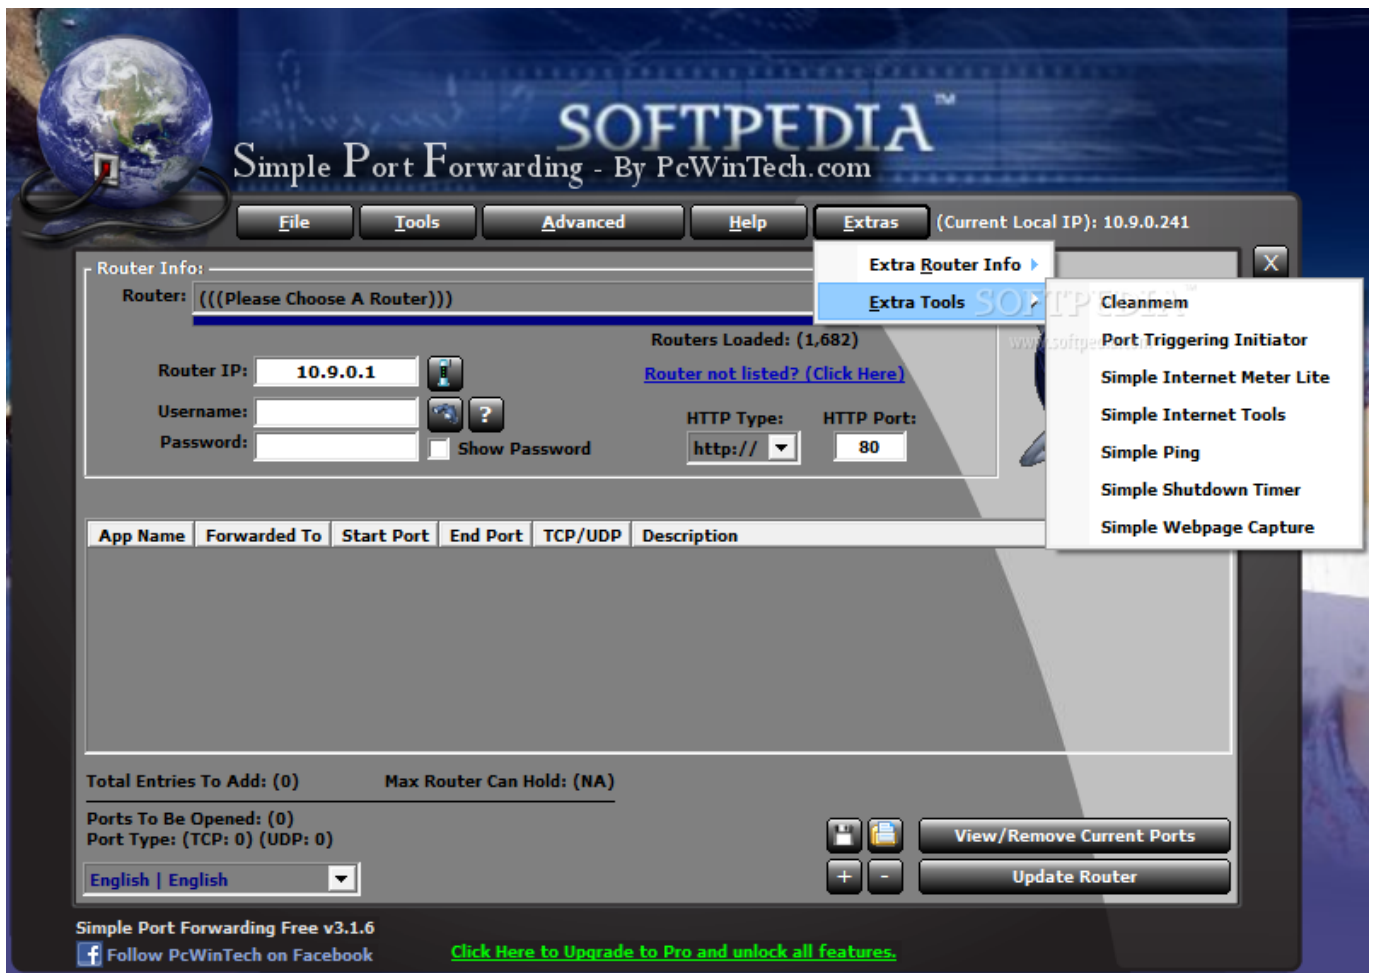 SOFTPEDIA™
Simple Port Forwarding - By PcWinTech.com
File Tools Advanced Help Extras (Current Local IP): 10.9.0.241
X
Router Info:
Extra Router Info
Router: (((Please Choose A Router)))
Extra Tools
SOFTPEDIA™
www.softpedia.com
Cleanmem
Port Triggering Initiator
Simple Internet Meter Lite
Simple Internet Tools
Simple Ping
Simple Shutdown Timer
Simple Webpage Capture
Routers Loaded: (1,682)
Router IP: 10.9.0.1
Router not listed? (Click Here)
Username: ?
HTTP Type: HTTP Port:
Password: Show Password
http:// 80
App Name Forwarded To Start Port End Port TCP/UDP Description
Total Entries To Add: (0) Max Router Can Hold: (NA)
Ports To Be Opened: (0)
Port Type: (TCP: 0) (UDP: 0)
View/Remove Current Ports
English | English
+ - Update Router
Simple Port Forwarding Free v3.1.6
f Follow PcWinTech on Facebook
Click Here to Upgrade to Pro and unlock all features.